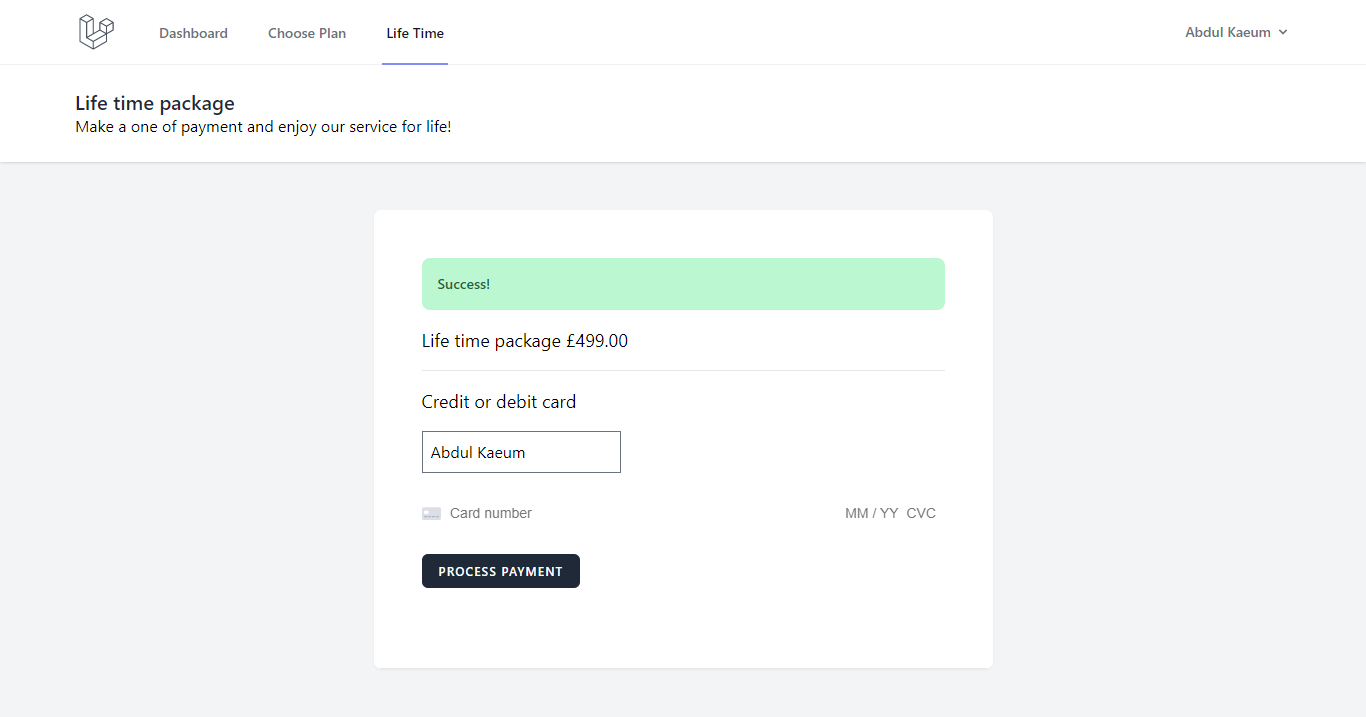 Dashboard Choose Plan Life Time Abdul Kaeum
Life time package
Make a one of payment and enjoy our service for life!
Success!
Life time package £499.00
Credit or debit card
Abdul Kaeum
Card number MM / YY CVC
PROCESS PAYMENT